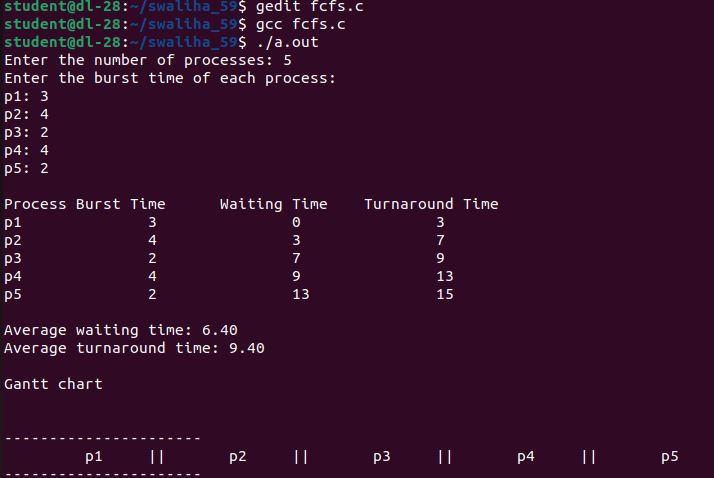 student@dl-28:~/swaliha_59$ gedit fcfs.c
student@dl-28:~/swaliha_59$ gcc fcfs.c
student@dl-28:~/swaliha_59$ ./a.out
Enter the number of processes: 5
Enter the burst time of each process:
p1: 3
p2: 4
p3: 2
p4: 4
p5: 2

Process Burst Time      Waiting Time    Turnaround Time
p1              3               0               3
p2              4               3               7
p3              2               7               9
p4              4               9               13
p5              2               13              15

Average waiting time: 6.40
Average turnaround time: 9.40

Gantt chart


----------------------
         p1     ||       p2     ||       p3     ||       p4     ||       p5
----------------------